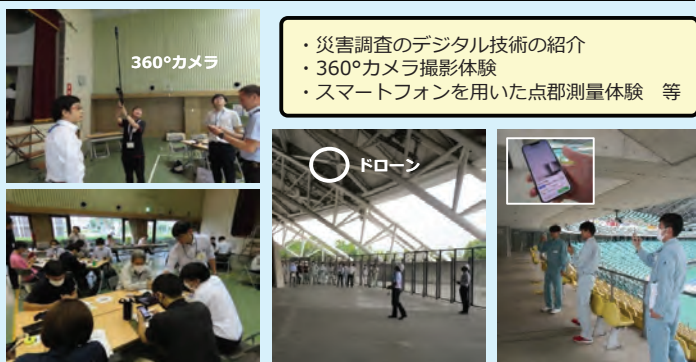 360°カメラ
・災害調査のデジタル技術の紹介
・360°カメラ撮影体験
・スマートフォンを用いた点郡測量体験　等
ドローン